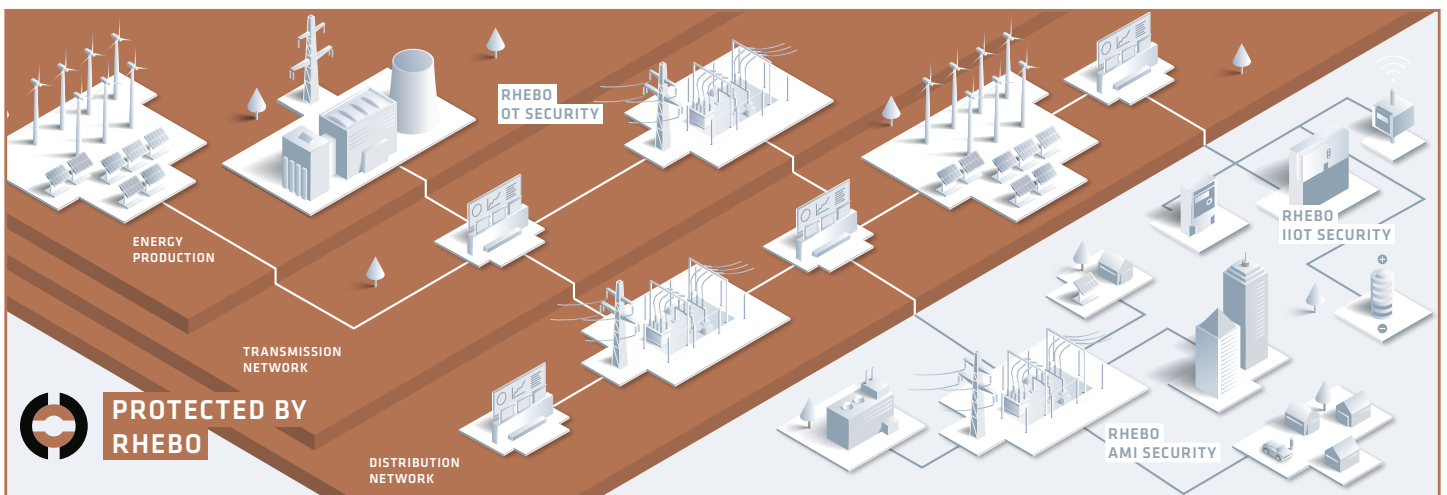 RHEBO
OT SECURITY
RHEBO
IIOT SECURITY
ENERGY
PRODUCTION
TRANSMISSION
NETWORK
PROTECTED BY
RHEBO
RHEBO
AMI SECURITY
DISTRIBUTION
NETWORK